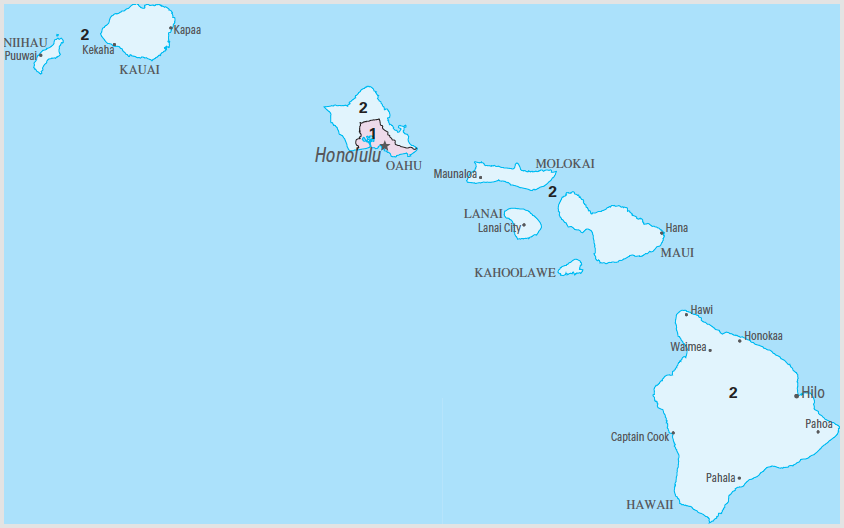 NIIHAU
Puuwai
2
Kekaha
Kapaa
KAUAI
2
1
Honolulu
OAHU
Maunaloa
MOLOKAI
2
LANAI
Lanai City
Hana
MAUI
KAHOOLAWE
Hawi
Waimea
Honokaa
2
Hilo
Pahoa
Captain Cook
Pahala
HAWAII